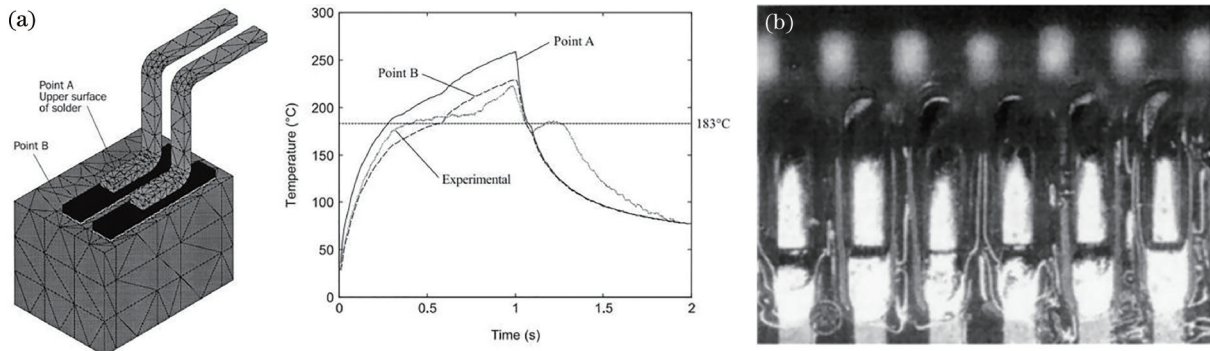 (a)
Point A
Upper surface
of solder
Point B
300
250
200
150
100
50
0
Temperature (°C)
Point A
Point B
Experimental
183°C
0
0.5
1
1.5
2
Time (s)
(b)